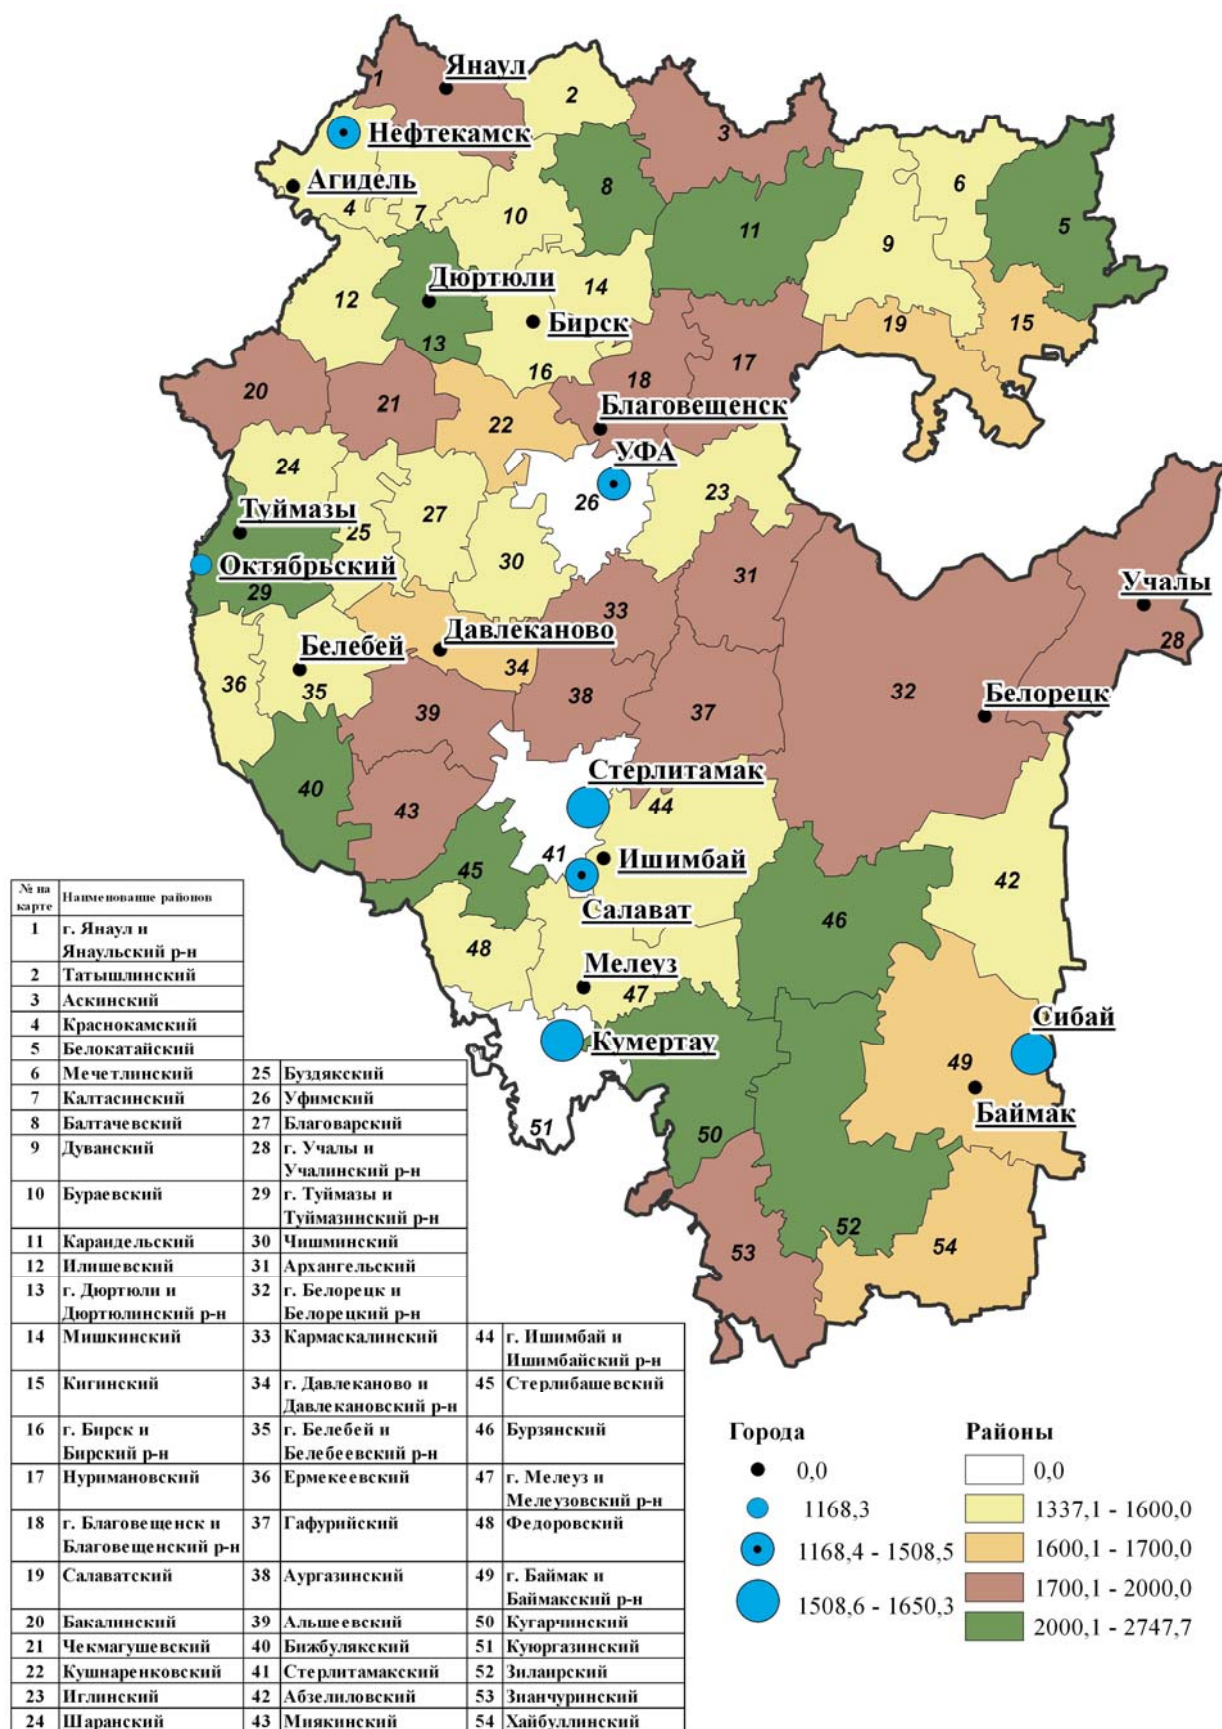 Янаул
1
2
Нефтекамск
3
Агидель
8
6
4
7
10
11
9
5
Дюртюли
14
12
Бирск
19
15
13
16
20
21
18
17
22
Благовещенск
УФА
24
26
23
Туймазы
25
27
30
31
Октябрьский
29
33
Учалы
Белебей
Давлеканово
28
36
35
34
32
Белорецк
39
38
37
Стерлитамак
40
43
44
41
Ишимбай
45
42
Салават
46
48
Мелеуз
47
Сибай
Кумертау
49
Баймак
51
50
52
53
54
№ на карте Наименование районов
1 г. Янаул и
Янаульский р-н
2 Татышлинский
3 Аскинский
4 Краснокамский
5 Белокатайский
6 Мечетлинский 25 Буздякский
7 Калтасинский 26 Уфимский
8 Балтачевский 27 Благоварский
9 Дуванский 28 г. Учалы и
Учалинский р-н
10 Бураевский 29 г. Туймазы и
Туймазинский р-н
11 Караидельский 30 Чишминский
12 Илишевский 31 Архангельский
13 г. Дюртюли и 32 г. Белорецк и
Дюртюлинский р-н Белорецкий р-н
14 Мишкинский 33 Кармаскалинский 44 г. Ишимбай и
Ишимбайский р-н
15 Кигинский 34 г. Давлеканово и 45 Стерлибашевский
Давлекановский р-н
16 г. Бирск и 35 г. Белебей и 46 Бурзянский
Бирский р-н Белебеевский р-н
17 Нуримановский 36 Ермекеевский 47 г. Мелеуз и
Мелеузовский р-н
18 г. Благовещенск и 37 Гафурийский 48 Федоровский
Благовещенский р-н
19 Салаватский 38 Аургазинский 49 г. Баймак и
Баймакский р-н
20 Бакалинский 39 Альшеевский 50 Кугарчинский
21 Чекмагушевский 40 Бижбулякский 51 Куюргазинский
22 Кушнаренковский 41 Стерлитамакский 52 Зилаирский
23 Иглинский 42 Абзелиловский 53 Зианчуринский
24 Шаранский 43 Миякинский 54 Хайбуллинский
Города
0,0
1168,3
1168,4 - 1508,5
1508,6 - 1650,3
Районы
0,0
1337,1 - 1600,0
1600,1 - 1700,0
1700,1 - 2000,0
2000,1 - 2747,7